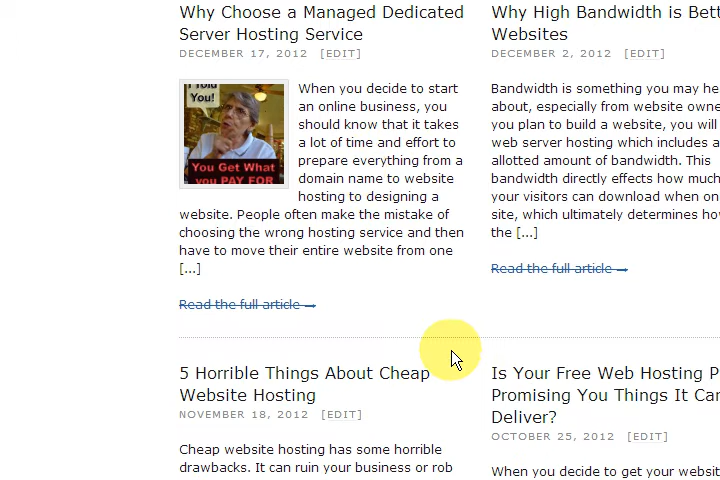 Why Choose a Managed Dedicated
Server Hosting Service
DECEMBER 17, 2012 [EDIT]
I Told
You!
You Get What
you PAY FOR
When you decide to start
an online business, you
should know that it takes
a lot of time and effort to
prepare everything from a
domain name to website
hosting to designing a
website. People often make the mistake of
choosing the wrong hosting service and then
have to move their entire website from one
[...]
Read the full article →
Why High Bandwidth is Bett
Websites
DECEMBER 2, 2012 [EDIT]
Bandwidth is something you may he
about, especially from website owne
you plan to build a website, you will
web server hosting which includes a
allotted amount of bandwidth. This
bandwidth directly effects how much
your visitors can download when on
site, which ultimately determines ho
the [...]
Read the full article →
5 Horrible Things About Cheap
Website Hosting
NOVEMBER 18, 2012 [EDIT]
Cheap website hosting has some horrible
drawbacks. It can ruin your business or rob
Is Your Free Web Hosting P
Promising You Things It Ca
Deliver?
OCTOBER 25, 2012 [EDIT]
When you decide to get your websit